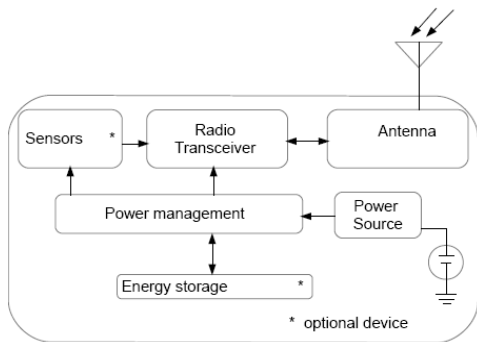 Sensors *
Radio
Transceiver
Antenna
Power management
Power
Source
Energy storage *
* optional device